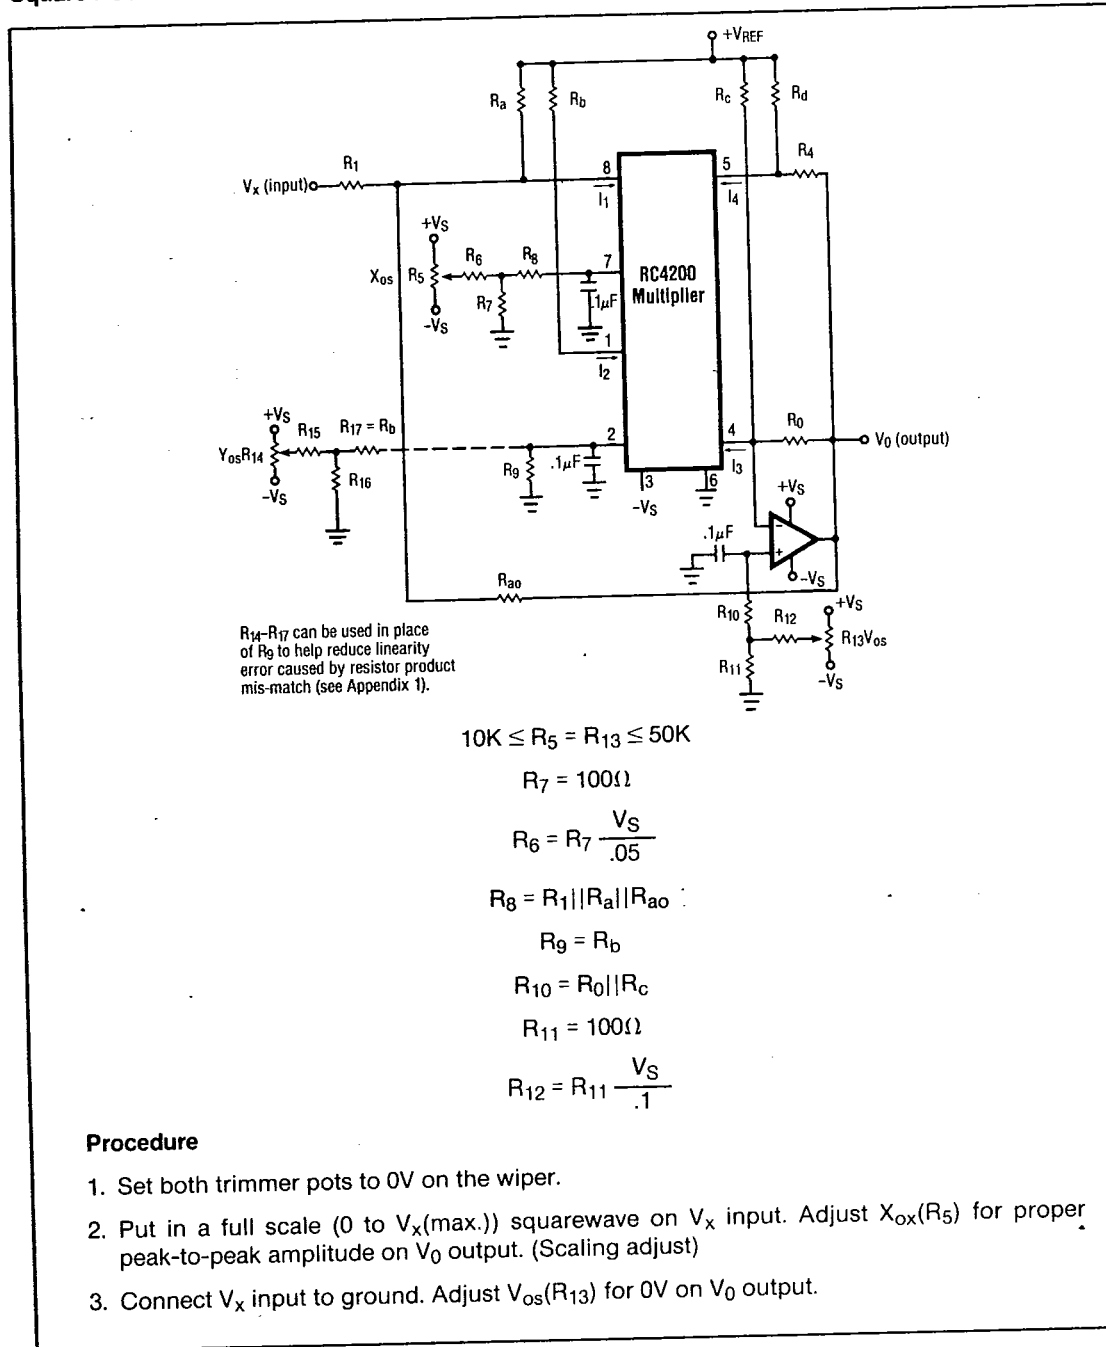 Square
+VREF
Ra
Rb
Rc
Rd
R1
R4
Vx (input)
8
5
I1
I4
+VS
R6
R8
7
Xos
R5
RC4200
Multiplier
R7
.1μF
-VS
1
I2
+VS
R15
R17 = Rb
2
4
R0
V0 (output)
YosR14
R9
.1μF
I3
R16
3
6
-VS
+VS
-VS
.1μF
-
+
-VS
Rao
R10
R12
+VS
R13Vos
R11
-VS
R14-R17 can be used in place
of R9 to help reduce linearity
error caused by resistor product
mis-match (see Appendix 1).
10K ≤ R5 = R13 ≤ 50K
R7 = 100Ω
R6 = R7 VS/.05
R8 = R1||Ra||Rao
R9 = Rb
R10 = R0||Rc
R11 = 100Ω
R12 = R11 VS/.1
Procedure
1. Set both trimmer pots to 0V on the wiper.
2. Put in a full scale (0 to Vx(max.)) squarewave on Vx input. Adjust Xox(R5) for proper
peak-to-peak amplitude on V0 output. (Scaling adjust)
3. Connect Vx input to ground. Adjust Vos(R13) for 0V on V0 output.